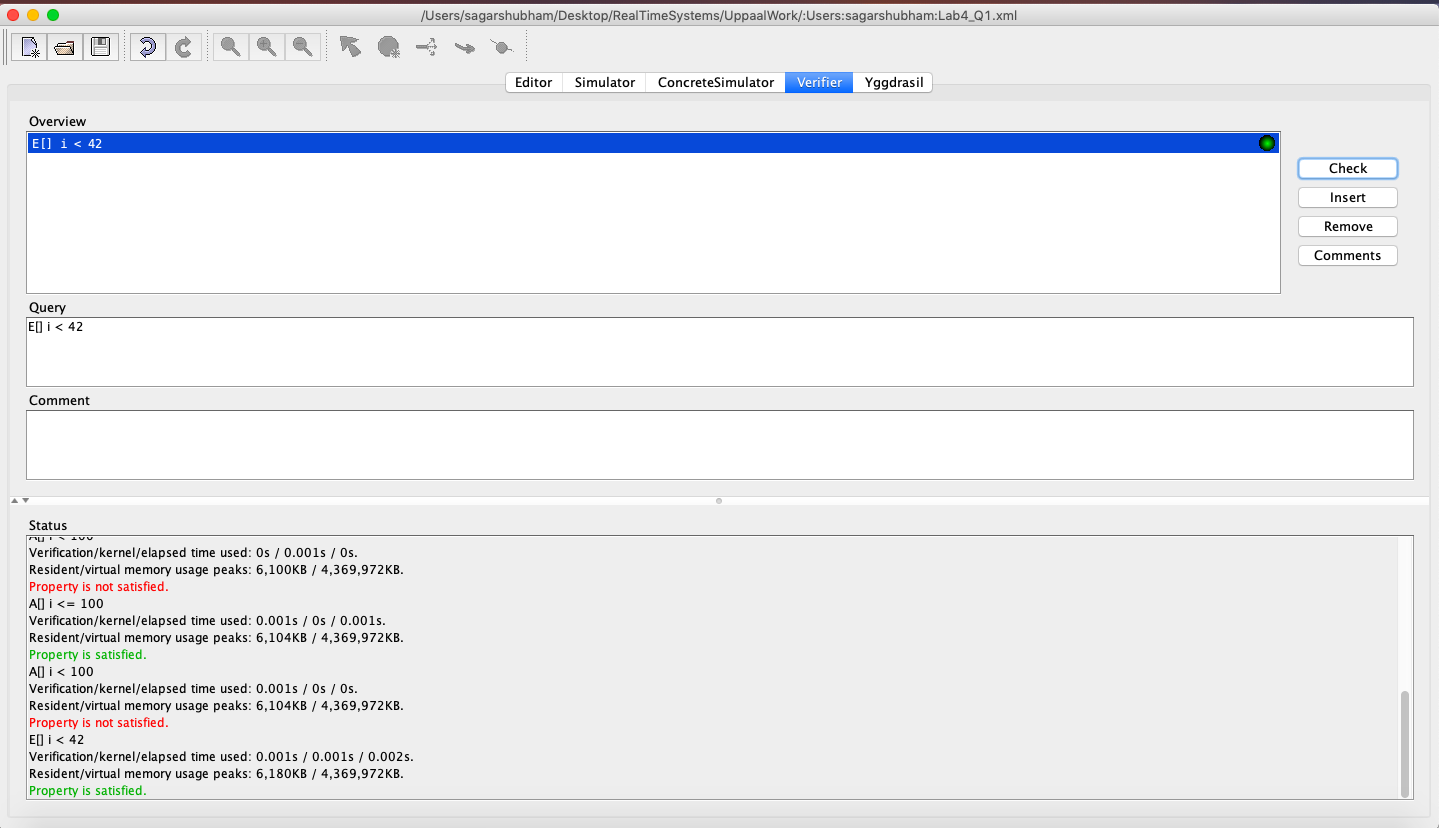 /Users/sagarshubham/Desktop/RealTimeSystems/UppaalWork/:Users:sagarshubham:Lab4_Q1.xml
Editor Simulator ConcreteSimulator Verifier Yggdrasil
Overview
E[] i < 42
Check
Insert
Remove
Comments
Query
E[] i < 42
Comment
Status
A[] i < 100
Verification/kernel/elapsed time used: 0s / 0.001s / 0s.
Resident/virtual memory usage peaks: 6,100KB / 4,369,972KB.
Property is not satisfied.
A[] i <= 100
Verification/kernel/elapsed time used: 0.001s / 0s / 0.001s.
Resident/virtual memory usage peaks: 6,104KB / 4,369,972KB.
Property is satisfied.
A[] i < 100
Verification/kernel/elapsed time used: 0.001s / 0s / 0s.
Resident/virtual memory usage peaks: 6,104KB / 4,369,972KB.
Property is not satisfied.
E[] i < 42
Verification/kernel/elapsed time used: 0.001s / 0.001s / 0.002s.
Resident/virtual memory usage peaks: 6,180KB / 4,369,972KB.
Property is satisfied.